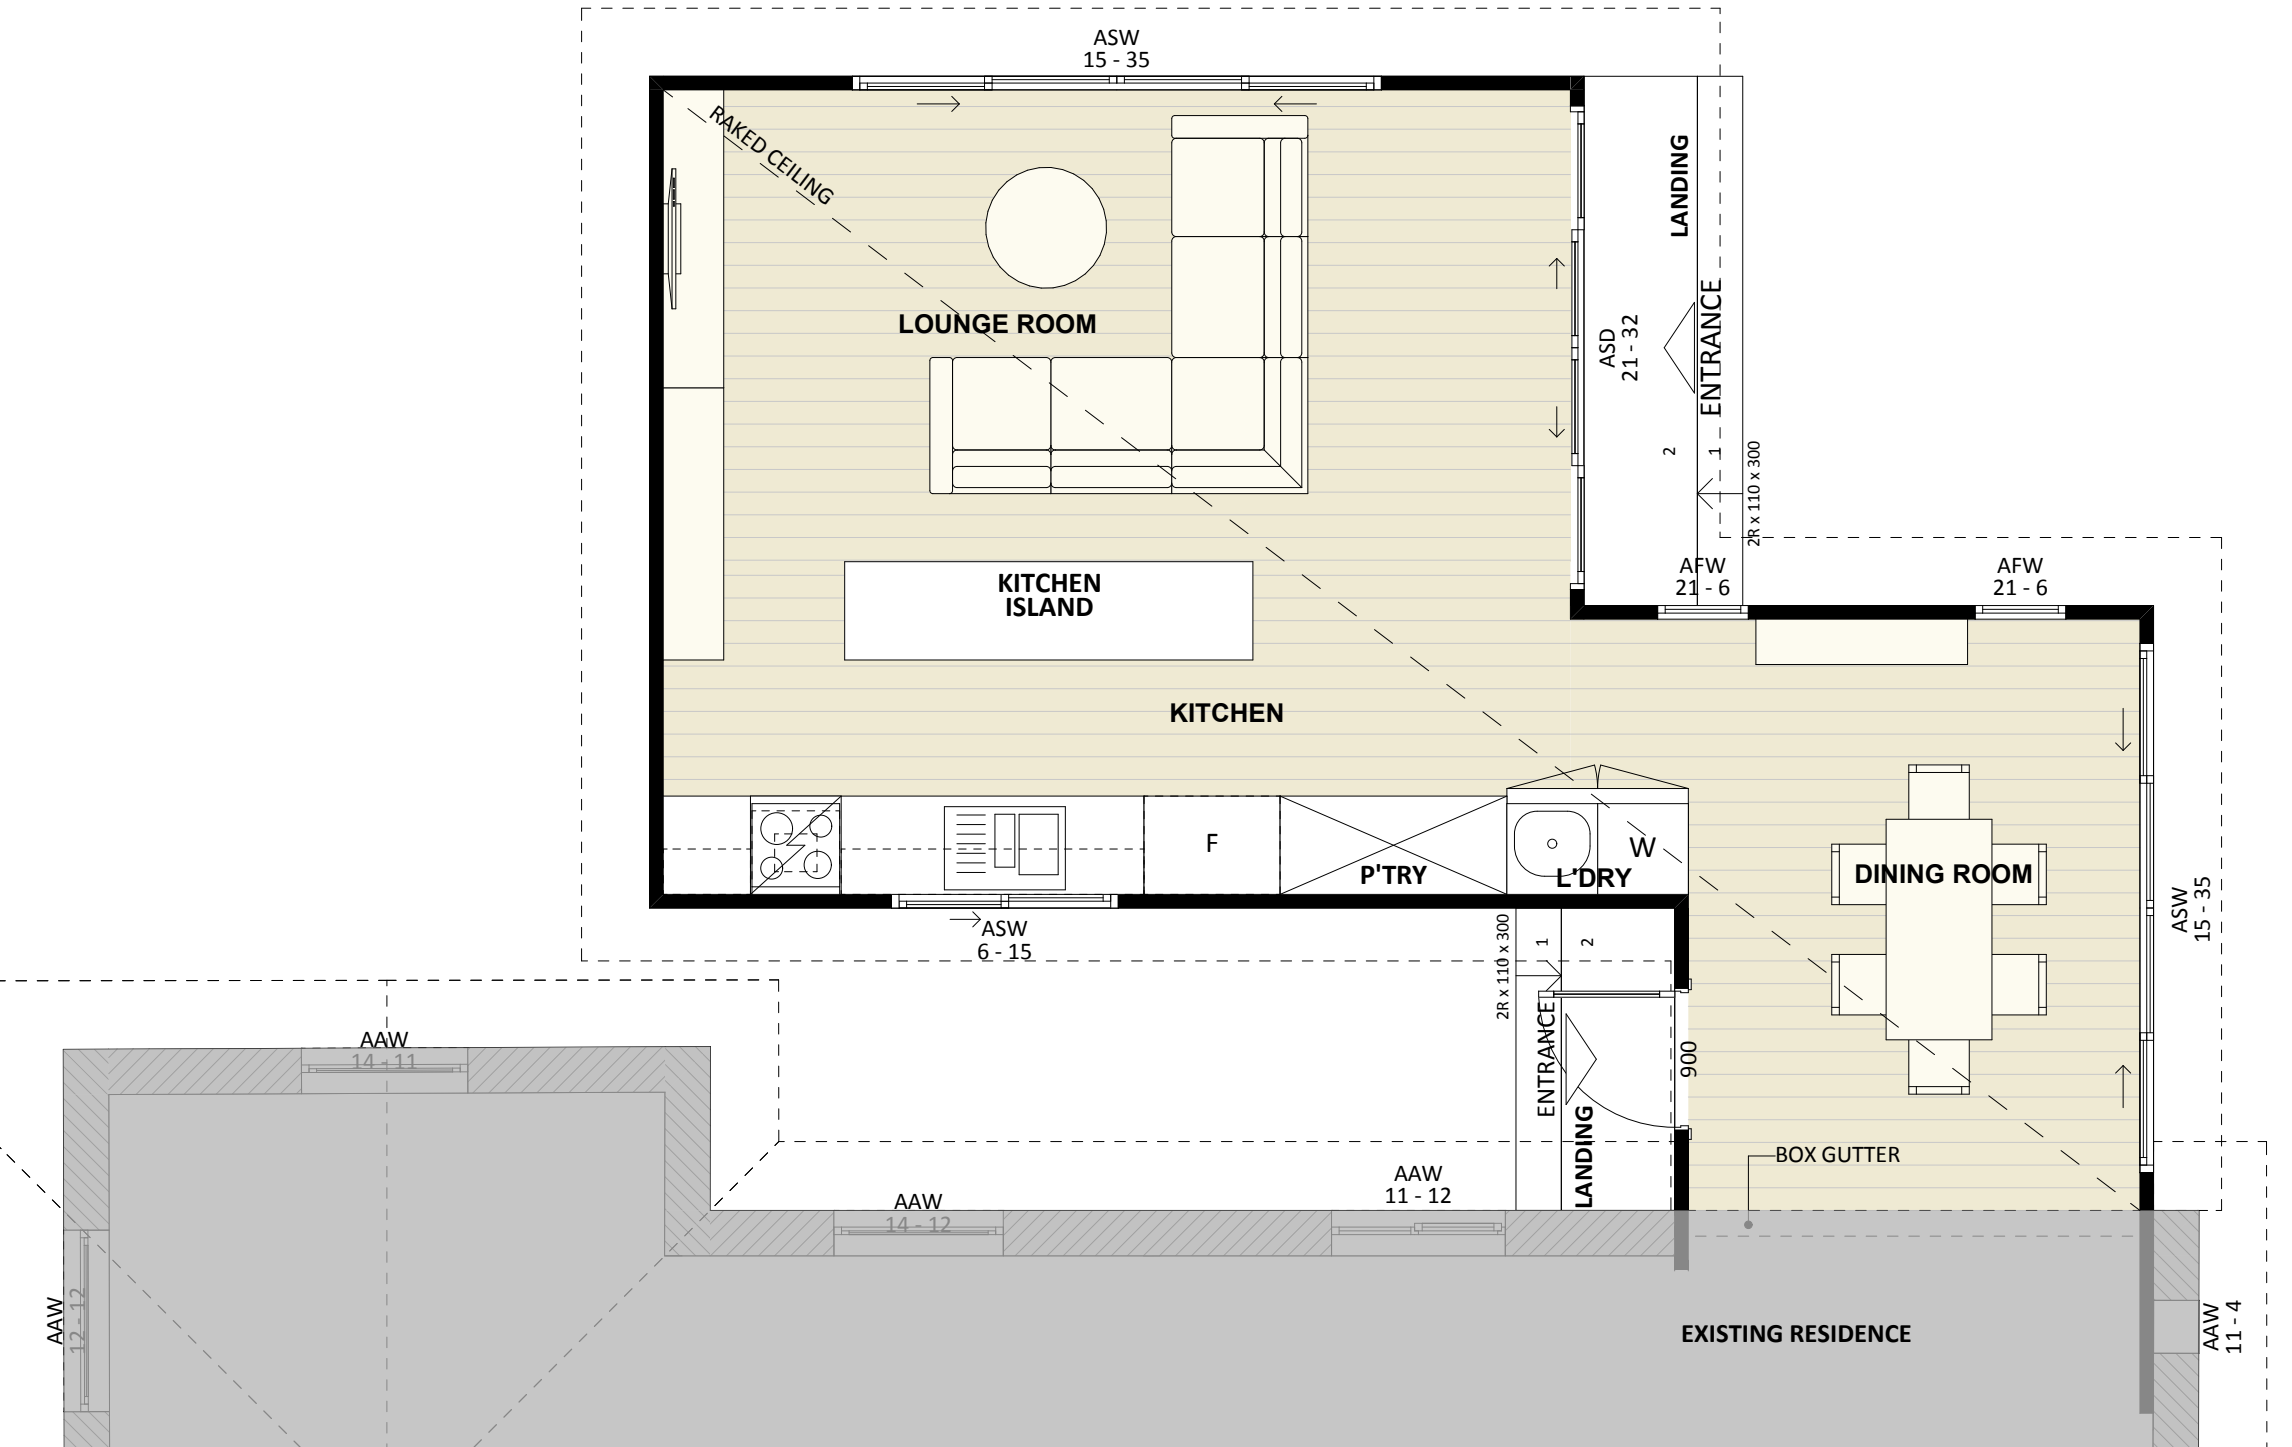 ASW
15 - 35
RAKED CEILING
LANDING
LOUNGE ROOM
ENTRANCE
ASD
21 - 32
2
1
2R x 110 x 300
AFW
21 - 6
AFW
21 - 6
KITCHEN
ISLAND
KITCHEN
F
P'TRY
W
L'DRY
DINING ROOM
ASW
15 - 35
ASW
6 - 15
2R x 110 x 300
1
2
ENTRANCE
900
LANDING
BOX GUTTER
AAW
14 - 11
AAW
14 - 12
AAW
11 - 12
AAW
12 - 12
EXISTING RESIDENCE
AAW
11 - 4